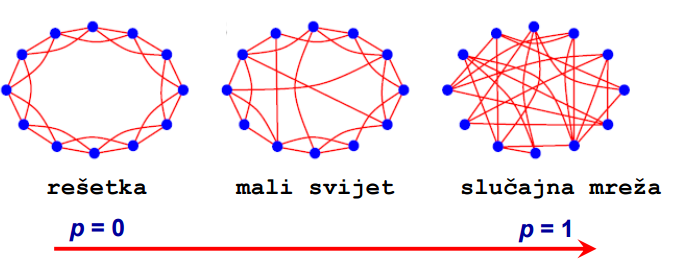 rešetka mali svijet slučajna mreža
p = 0 p = 1